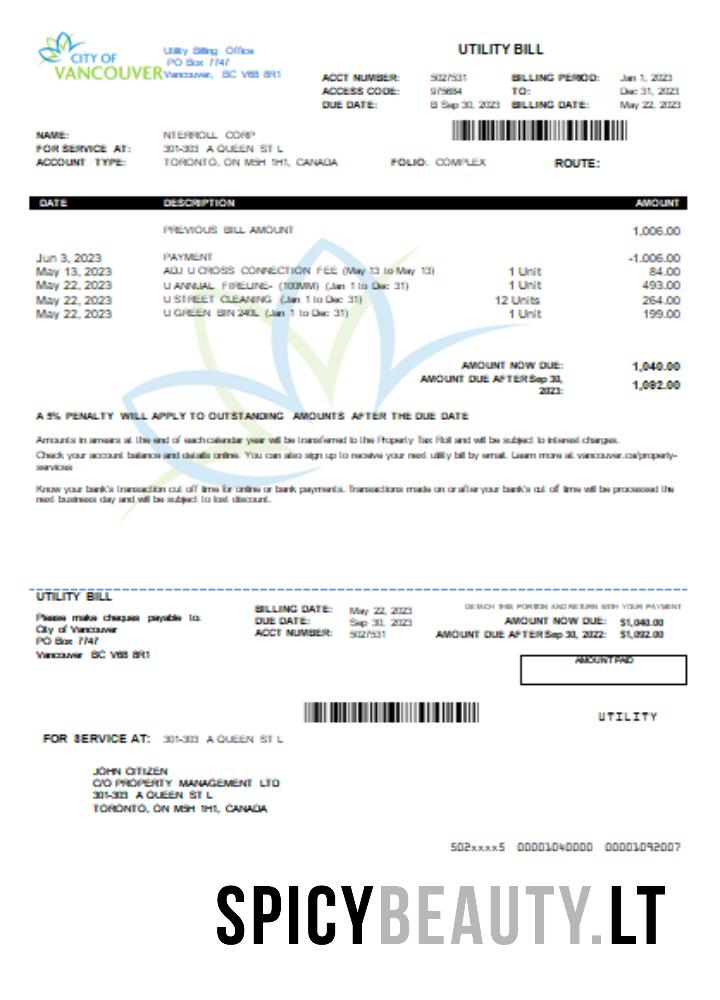 CITY OF
VANCOUVER
Utility Billing Office
PO Box 7747
Vancouver, BC V6B 8R1
UTILITY BILL
ACCT NUMBER: 5027531 BILLING PERIOD: Jan 1, 2023
ACCESS CODE: 975684 TO: Dec 31, 2023
DUE DATE: B Sep 30, 2023 BILLING DATE: May 22, 2023
NAME: NTERROLL CORP
FOR SERVICE AT: 301-303 A QUEEN ST L
ACCOUNT TYPE: TORONTO, ON M5H 1H1, CANADA FOLIO: COMPLEX ROUTE:
DATE DESCRIPTION AMOUNT
PREVIOUS BILL AMOUNT 1,006.00
Jun 3, 2023 PAYMENT -1.006.00
May 13, 2023 ADJ U CROSS CONNECTION FEE (May 13 to May 13) 1 Unit 84.00
May 22, 2023 U ANNUAL FIRELINE- (100MM) (Jan 1 to Dec 31) 1 Unit 493.00
May 22, 2023 U STREET CLEANING (Jan 1 to Dec 31) 12 Units 264.00
May 22, 2023 U GREEN BIN 240L (Jan 1 to Dec 31) 1 Unit 199.00
AMOUNT NOW DUE: 1,040.00
AMOUNT DUE AFTER Sep 30, 2023: 1,092.00
A 5% PENALTY WILL APPLY TO OUTSTANDING AMOUNTS AFTER THE DUE DATE
Amounts in arrears at the end of each calendar year will be transferred to the Property Tax Roll and will be subject to interest charges.
Check your account balance and details online. You can also sign up to receive your next utility bill by email. Learn more at vancouver.ca/property-
services
Know your bank's transaction cut off time for online or bank payments. Transactions made on or after your bank's cut of time will be processed the
next business day and will be subject to lost discount.
UTILITY BILL
Please make cheques payable to:
City of Vancouver
PO Box 7747
Vancouver BC V6B 8R1
BILLING DATE: May 22, 2023
DUE DATE: Sep 30, 2023
ACCT NUMBER: 5027531
DETACH THIS PORTION AND RETURN WITH YOUR PAYMENT
AMOUNT NOW DUE: $1,040.00
AMOUNT DUE AFTER Sep 30, 2022: $1,092.00
AMOUNT PAID
UTILITY
FOR SERVICE AT: 301-303 A QUEEN ST L
JOHN CITIZEN
C/O PROPERTY MANAGEMENT LTD
301-303 A QUEEN ST L
TORONTO, ON M5H 1H1, CANADA
502xxxx5 00001040000 00001092007
SPICYBEAUTY.LT